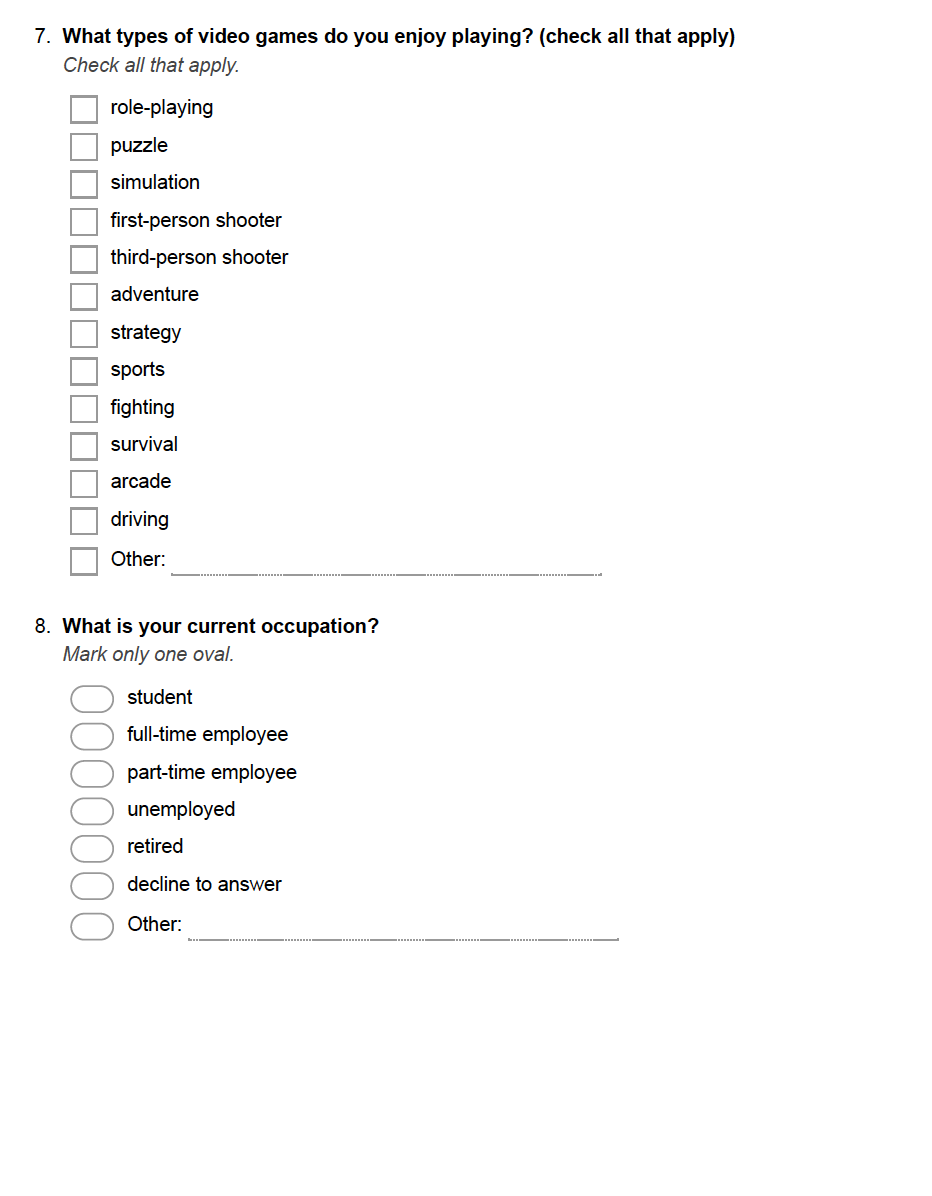 7. What types of video games do you enjoy playing? (check all that apply)
Check all that apply.
role-playing
puzzle
simulation
first-person shooter
third-person shooter
adventure
strategy
sports
fighting
survival
arcade
driving
Other:
8. What is your current occupation?
Mark only one oval.
student
full-time employee
part-time employee
unemployed
retired
decline to answer
Other: